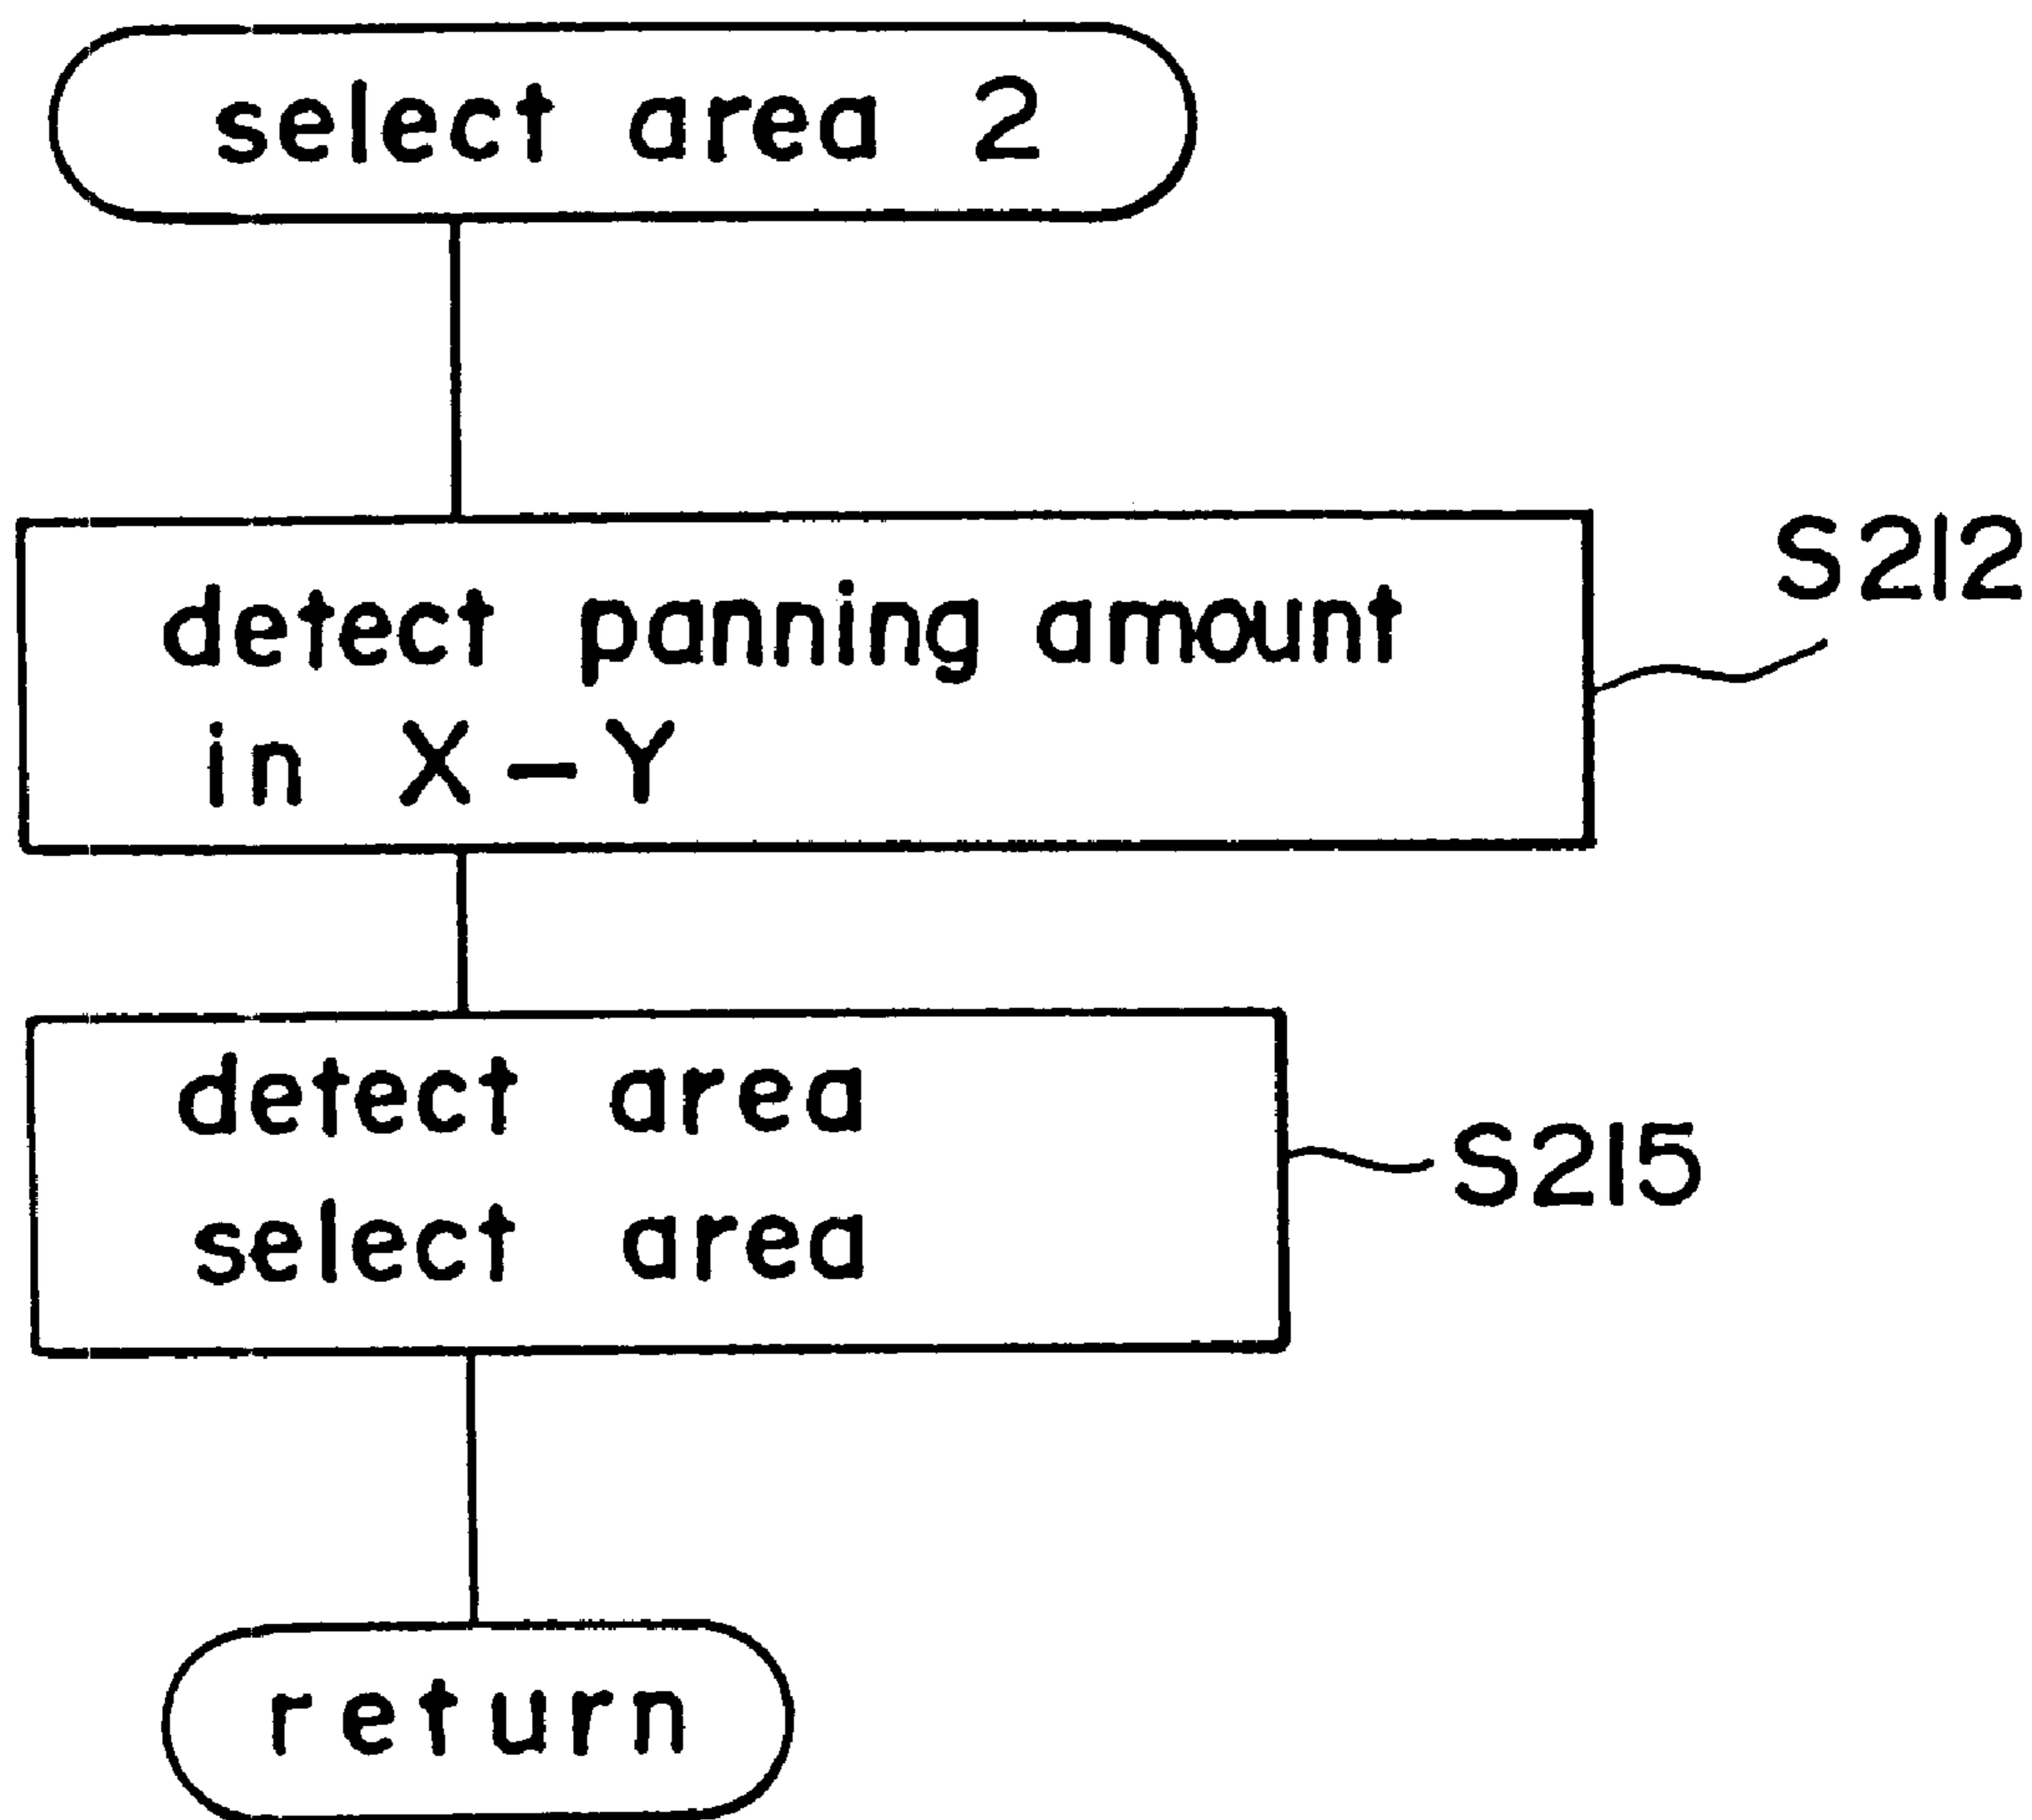 select area 2
S212
detect panning amount
in X-Y
detect area
S215
select area
return